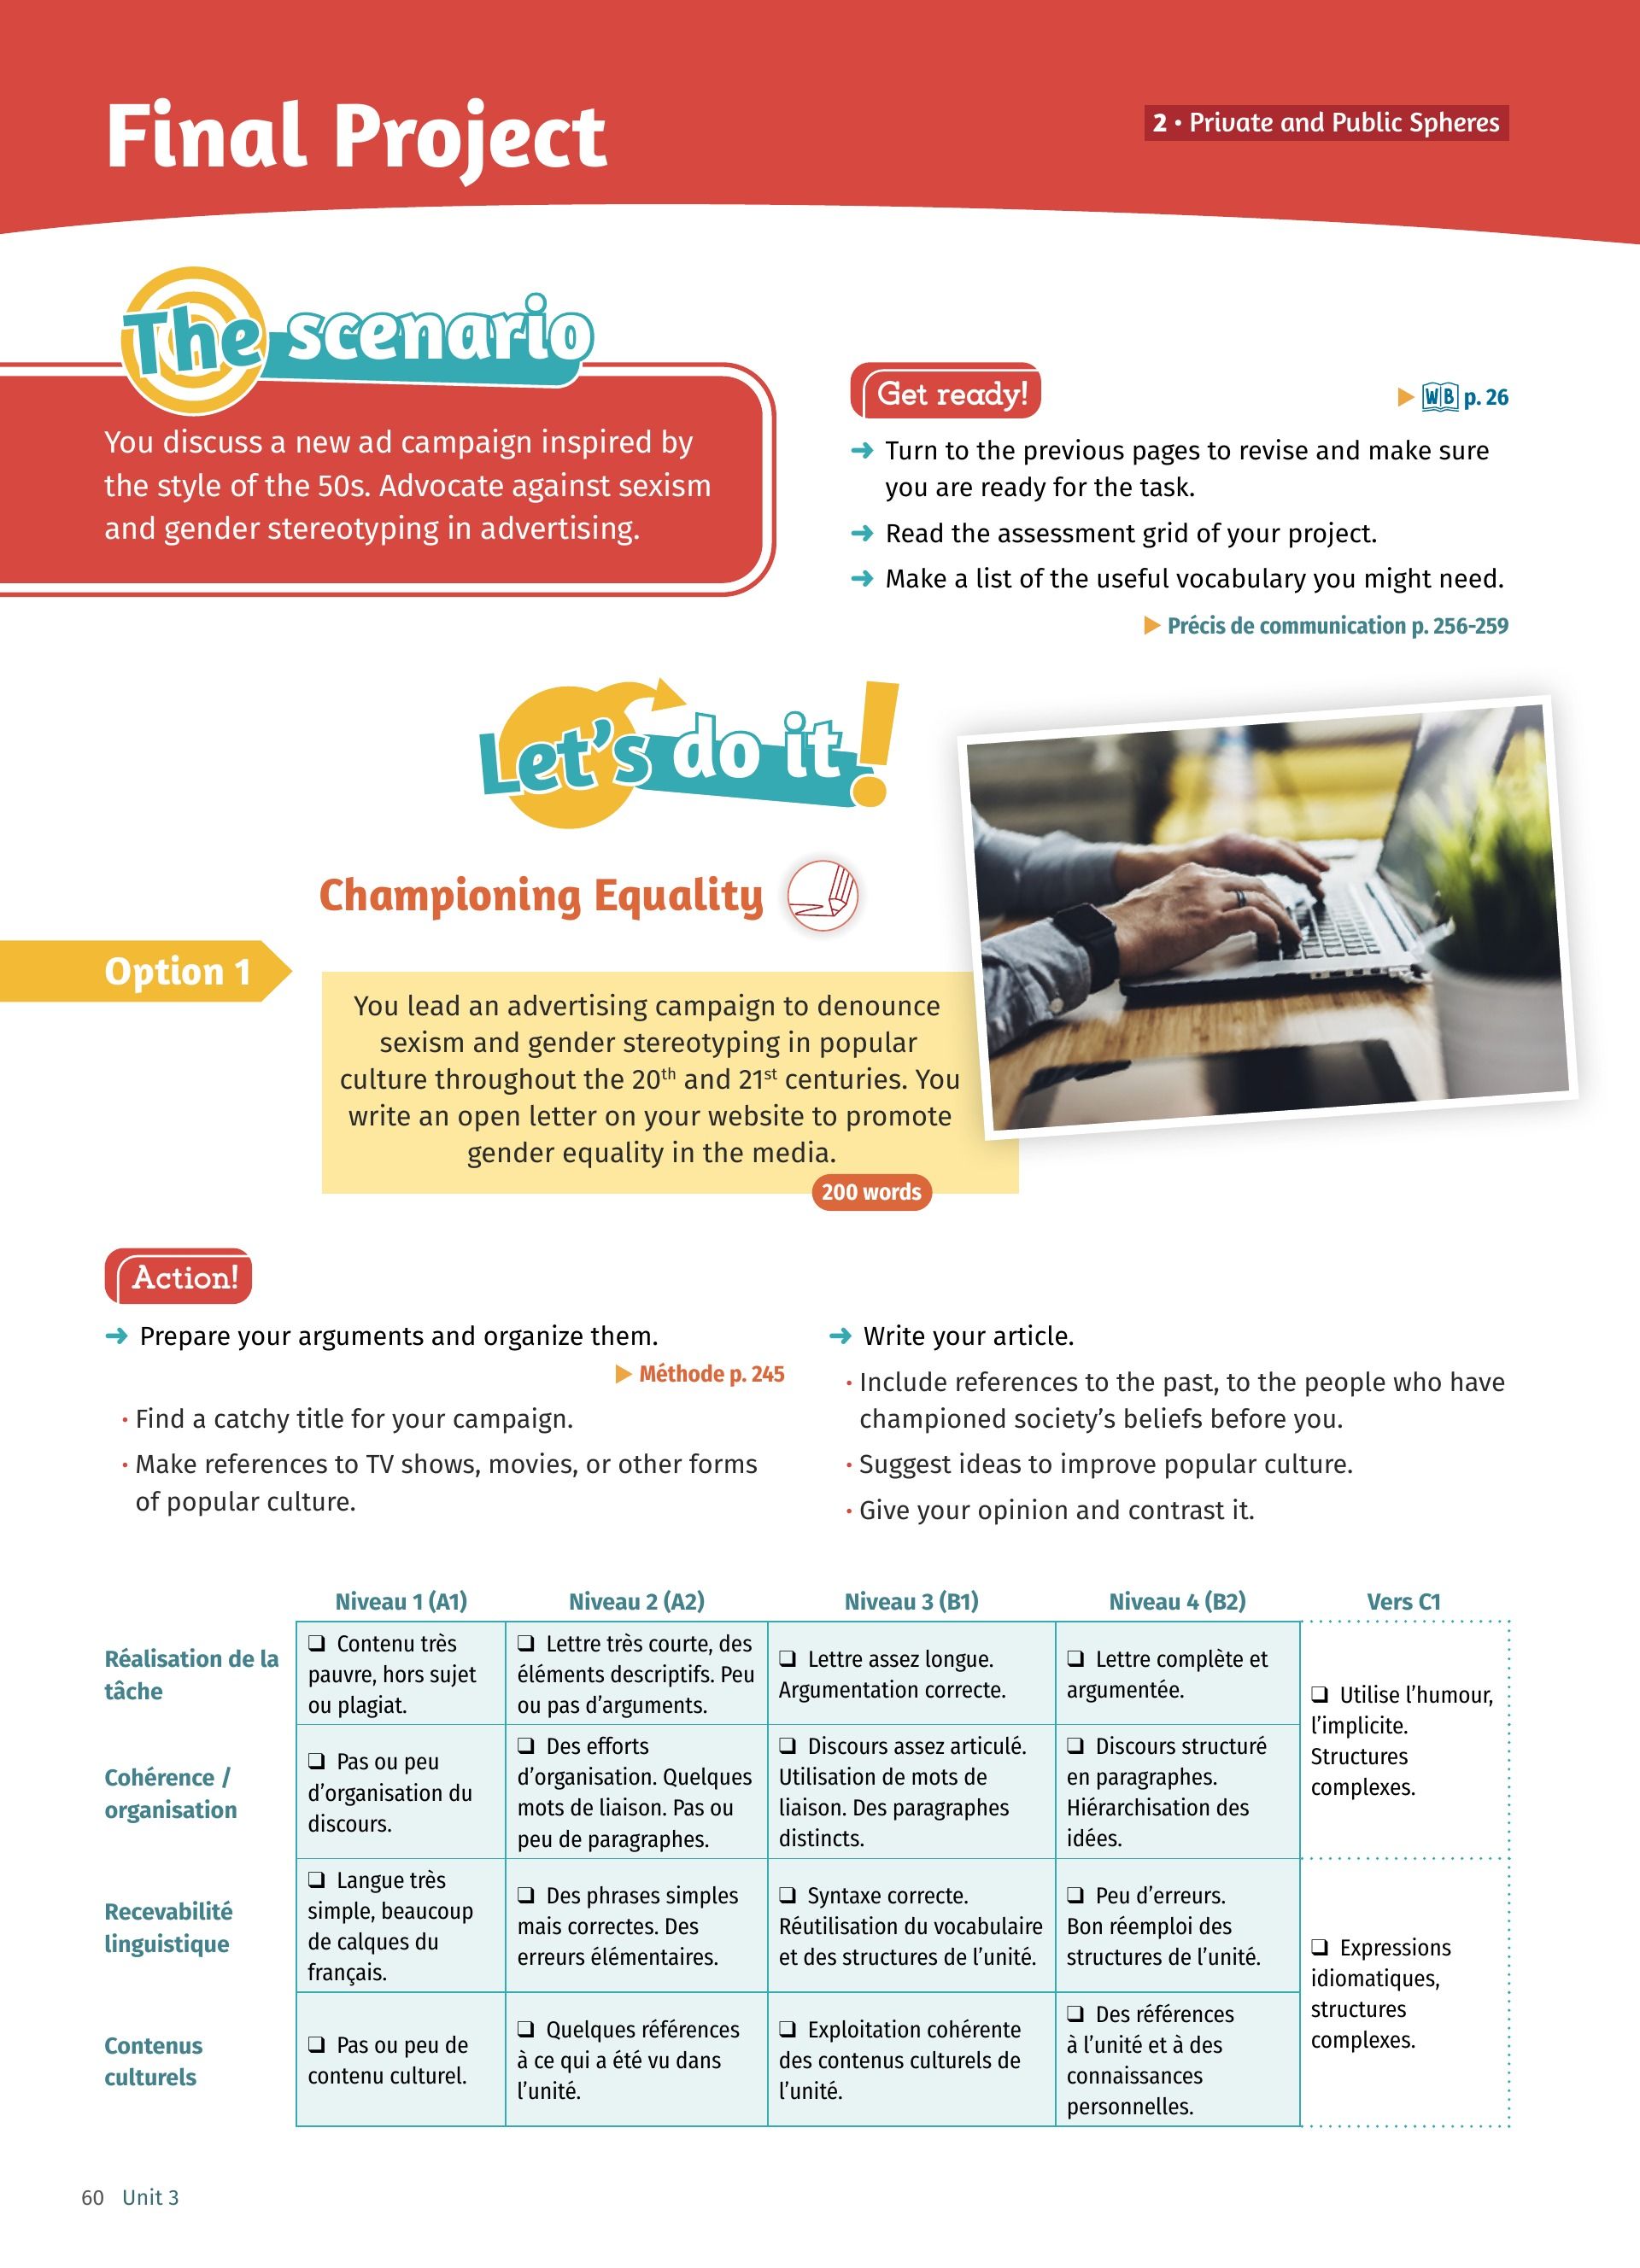 Final Project
2 • Private and Public Spheres
The scenario
You discuss a new ad campaign inspired by
the style of the 50s. Advocate against sexism
and gender stereotyping in advertising.
Get ready!
WB p. 26
Turn to the previous pages to revise and make sure
you are ready for the task.
Read the assessment grid of your project.
Make a list of the useful vocabulary you might need.
Précis de communication p. 256-259
Let's do it!
Championing Equality
Option 1
You lead an advertising campaign to denounce
sexism and gender stereotyping in popular
culture throughout the 20th and 21st centuries. You
write an open letter on your website to promote
gender equality in the media.
200 words
Action!
Prepare your arguments and organize them.
Méthode p. 245
• Find a catchy title for your campaign.
• Make references to TV shows, movies, or other forms
of popular culture.
Write your article.
• Include references to the past, to the people who have
championed society's beliefs before you.
• Suggest ideas to improve popular culture.
• Give your opinion and contrast it.
Niveau 1 (A1) Niveau 2 (A2) Niveau 3 (B1) Niveau 4 (B2) Vers C1
Réalisation de la
tâche
❑ Contenu très
pauvre, hors sujet
ou plagiat.
❑ Lettre très courte, des
éléments descriptifs. Peu
ou pas d'arguments.
❑ Lettre assez longue.
Argumentation correcte.
❑ Lettre complète et
argumentée.
❑ Utilise l'humour,
l'implicite.
Structures
complexes.
Cohérence /
organisation
❑ Pas ou peu
d'organisation du
discours.
❑ Des efforts
d'organisation. Quelques
mots de liaison. Pas ou
peu de paragraphes.
❑ Discours assez articulé.
Utilisation de mots de
liaison. Des paragraphes
distincts.
❑ Discours structuré
en paragraphes.
Hiérarchisation des
idées.
Recevabilité
linguistique
❑ Langue très
simple, beaucoup
de calques du
français.
❑ Des phrases simples
mais correctes. Des
erreurs élémentaires.
❑ Syntaxe correcte.
Réutilisation du vocabulaire
et des structures de l'unité.
❑ Peu d'erreurs.
Bon réemploi des
structures de l'unité.
❑ Expressions
idiomatiques,
structures
complexes.
Contenus
culturels
❑ Pas ou peu de
contenu culturel.
❑ Quelques références
à ce qui a été vu dans
l'unité.
❑ Exploitation cohérente
des contenus culturels de
l'unité.
❑ Des références
à l'unité et à des
connaissances
personnelles.
60 Unit 3